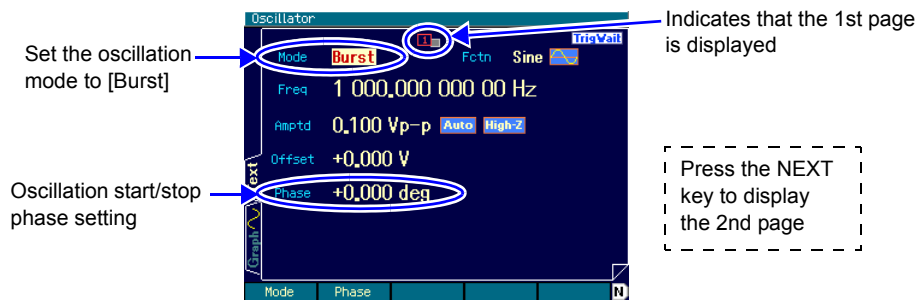 Oscillator
Indicates that the 1st page
is displayed
Set the oscillation
mode to [Burst]
1
TrigWait
Mode Burst Fctn Sine
Freq 1 000.000 000 00 Hz
Amptd 0.100 Vp-p Auto High-Z
Offset +0.000 V
Phase +0.000 deg
Oscillation start/stop
phase setting
Press the NEXT
key to display
the 2nd page
Text
Graph
Mode Phase N